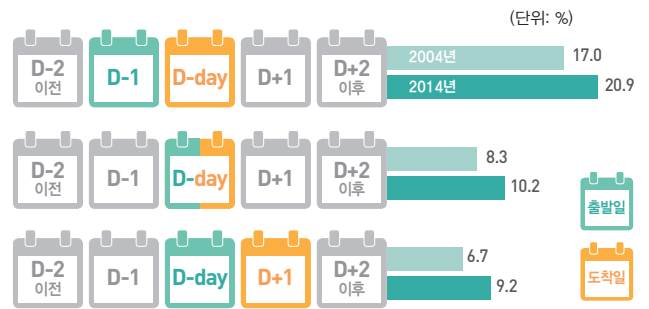 (단위: %)
D-2 이전 D-1 D-day D+1 D+2 이후 2004년 17.0
2014년 20.9
D-2 이전 D-1 D-day D+1 D+2 이후 8.3
10.2
출발일
D-2 이전 D-1 D-day D+1 D+2 이후 6.7
9.2
도착일